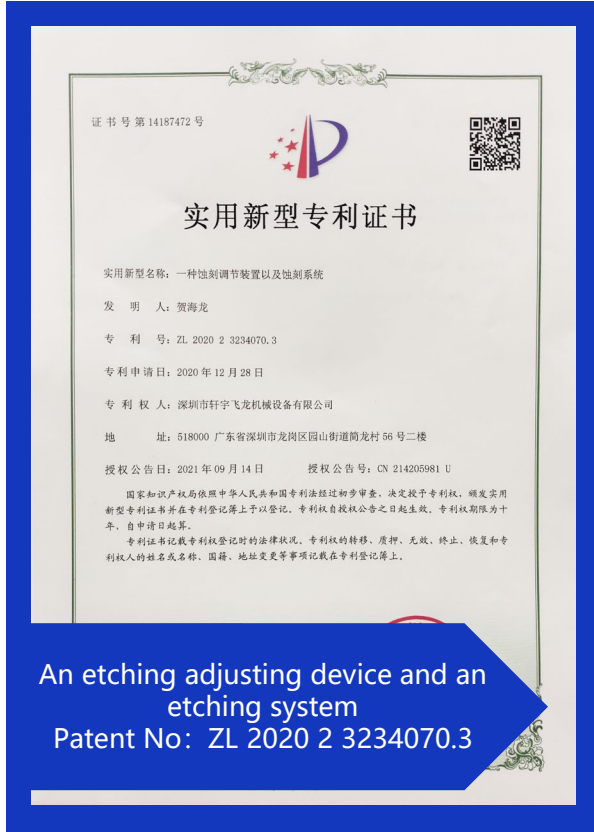 证书号第14187472号
实用新型专利证书
实用新型名称：一种蚀刻调节装置以及蚀刻系统
发明人：贺海龙
专利号：ZL 2020 2 3234070.3
专利申请日：2020年12月28日
专利权人：深圳市轩宇飞龙机械设备有限公司
地址：518000 广东省深圳市龙岗区园山街道简龙村56号二楼
授权公告日：2021年09月14日 授权公告号：CN 214205981 U
国家知识产权局依照中华人民共和国专利法经过初步审查，决定授予专利权，颁发实用
新型专利证书并在专利登记簿上予以登记。专利权自授权公告之日起生效。专利权期限为十
年，自申请日起算。
专利证书记载专利权登记时的法律状况。专利权的转移、质押、无效、终止、恢复和专
利权人的姓名或名称、国籍、地址变更等事项记载在专利登记簿上。
An etching adjusting device and an
etching system
Patent No：ZL 2020 2 3234070.3